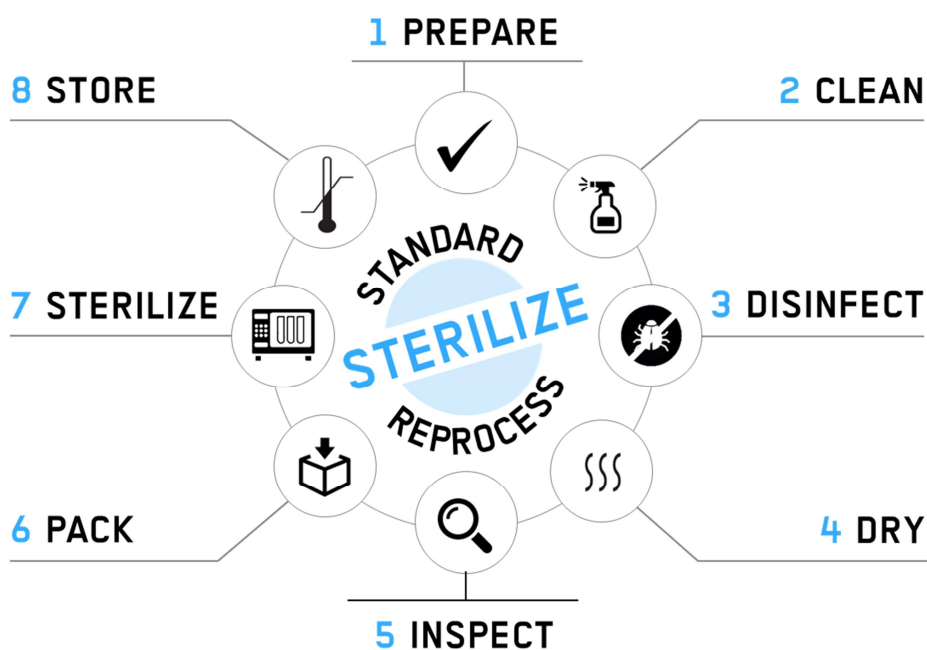 1 PREPARE
8 STORE
2 CLEAN
STANDARD
STERILIZE
REPROCESS
7 STERILIZE
3 DISINFECT
6 PACK
4 DRY
5 INSPECT